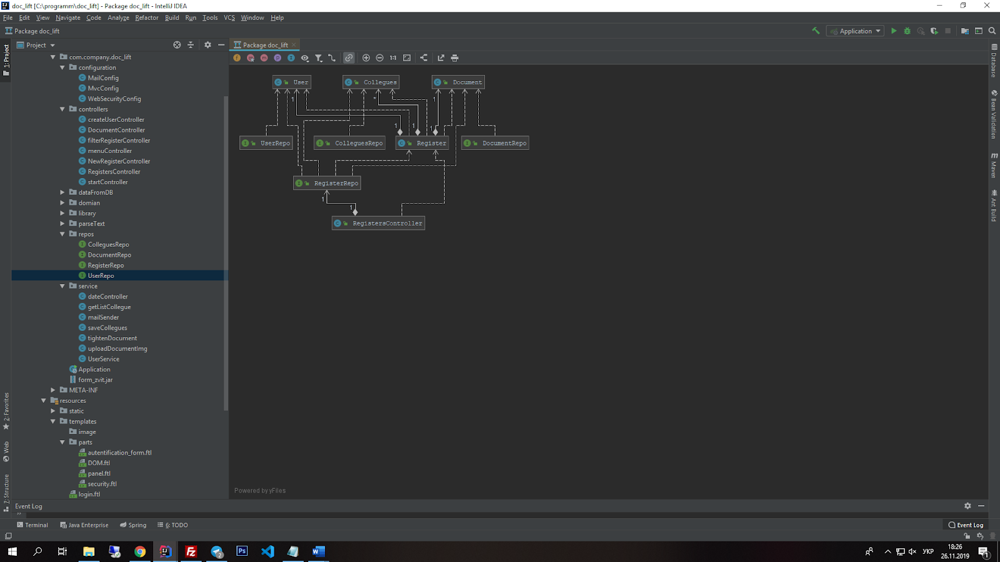 doc_lift [C:\programm\doc_lift] - Package doc_lift - IntelliJ IDEA
File Edit View Navigate Code Analyze Refactor Build Run Tools VCS Window Help
Package doc_lift
Application
1: Project
Project
com.company.doc_lift
configuration
MailConfig
MvcConfig
WebSecurityConfig
controllers
createUserController
DocumentController
filterRegisterController
menuController
NewRegisterController
RegistersController
startController
dataFromDB
domian
library
parseText
repos
ColleguesRepo
DocumentRepo
RegisterRepo
UserRepo
service
dateController
getListCollegue
mailSender
saveCollegues
tightenDocument
uploadDocumentImg
UserService
Application
form_zvit.jar
META-INF
resources
static
templates
image
parts
autentification_form.ftl
DOM.ftl
panel.ftl
security.ftl
login.ftl
2: Favorites
Web
7: Structure
Package doc_lift
1:1
User
Collegues
Document
1 * 1
1 1 1
UserRepo
ColleguesRepo
Register
DocumentRepo
RegisterRepo
1
1
RegistersController
Powered by yFiles
Database
Bean Validation
m Maven
Ant Build
Event Log
Terminal Java Enterprise Spring 6: TODO
Event Log
2
Ps
УКР
18:26
26.11.2019
1